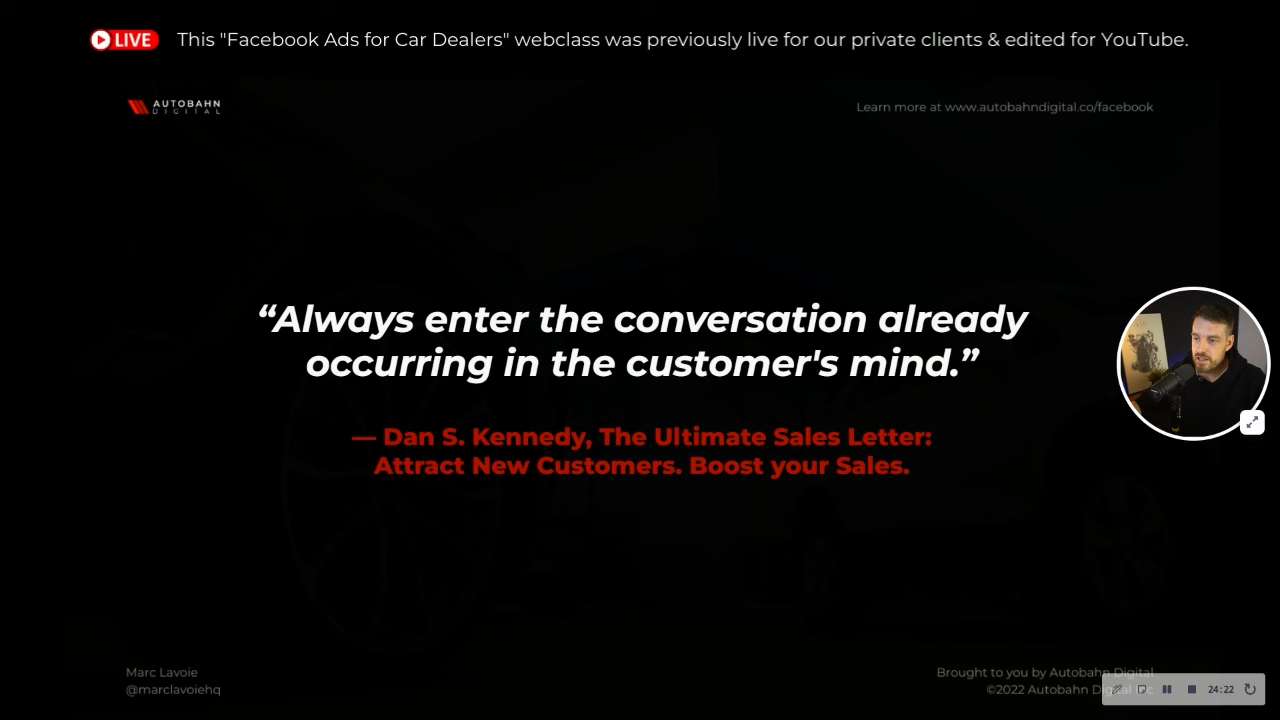 LIVE This "Facebook Ads for Car Dealers" webclass was previously live for our private clients & edited for YouTube.
AUTOBAHN
DIGITAL
Learn more at www.autobahndigital.co/facebook
“Always enter the conversation already
occurring in the customer's mind.”
— Dan S. Kennedy, The Ultimate Sales Letter:
Attract New Customers. Boost your Sales.
Marc Lavoie
@marclavoiehq
Brought to you by Autobahn Digital
©2022 Autobahn Digital Inc
24:22